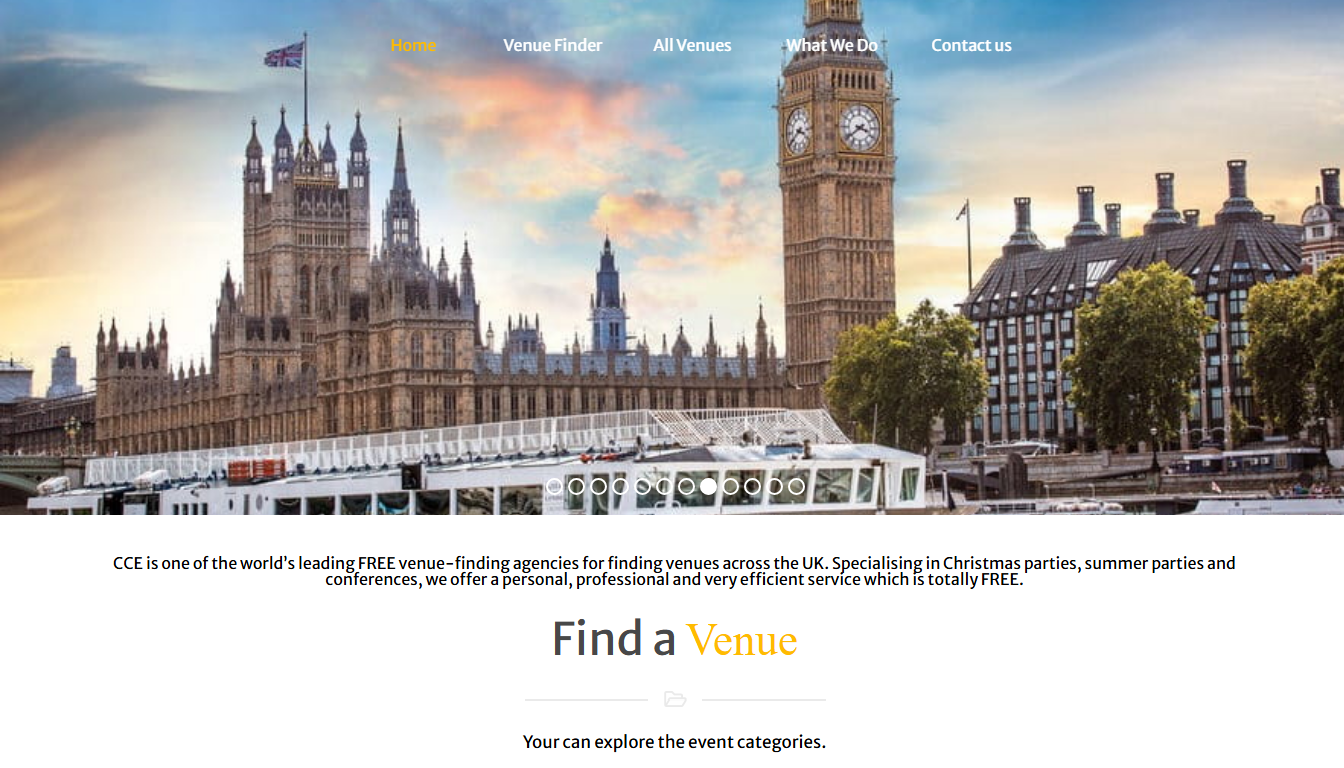 Home Venue Finder All Venues What We Do Contact us
CCE is one of the world's leading FREE venue-finding agencies for finding venues across the UK. Specialising in Christmas parties, summer parties and
conferences, we offer a personal, professional and very efficient service which is totally FREE.
Find a Venue
Your can explore the event categories.